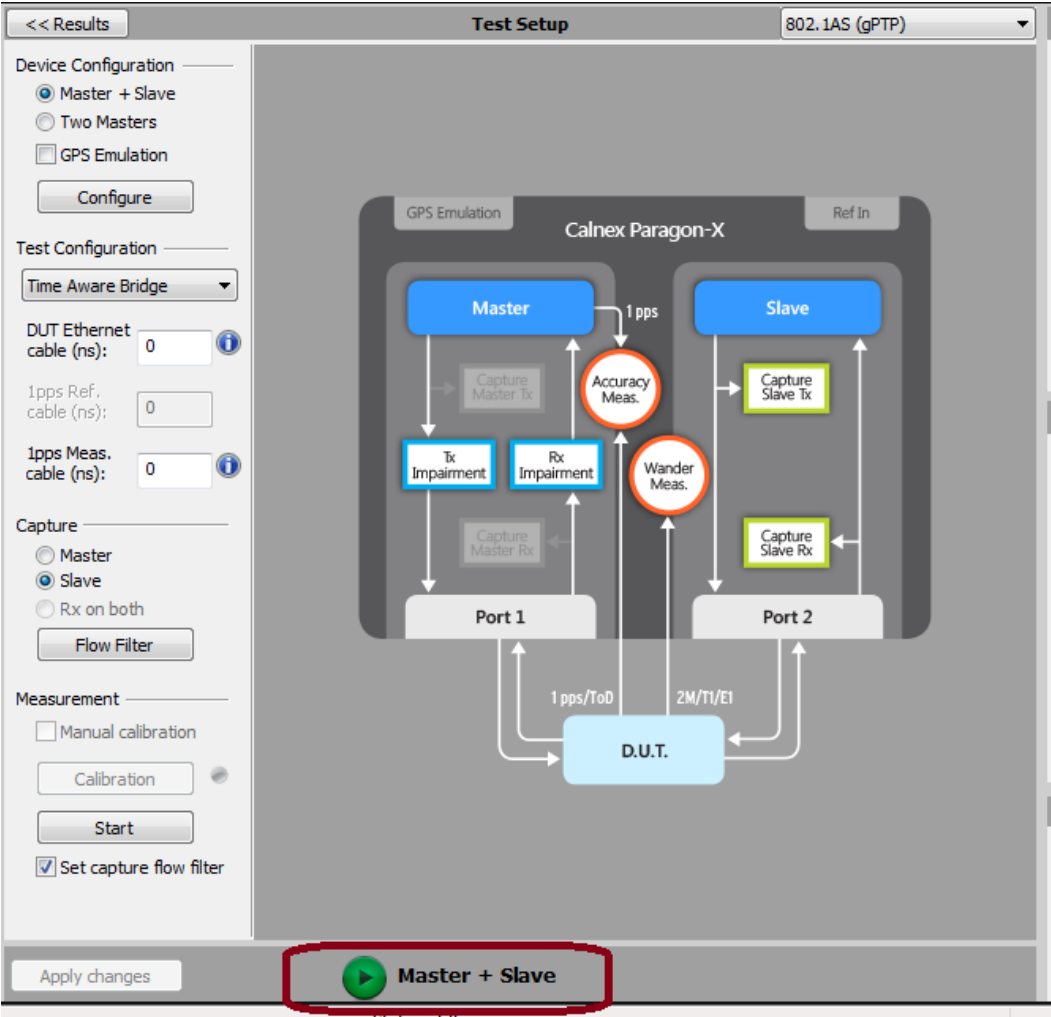 << Results
Test Setup
802.1AS (gPTP)
Device Configuration
Master + Slave
Two Masters
GPS Emulation
Configure
Test Configuration
Time Aware Bridge
DUT Ethernet
cable (ns):
0
1pps Ref.
cable (ns):
0
1pps Meas.
cable (ns):
0
Capture
Master
Slave
Rx on both
Flow Filter
Measurement
Manual calibration
Calibration
Start
Set capture flow filter
GPS Emulation
Ref In
Calnex Paragon-X
Master
1 pps
Slave
Capture
Master Tx
Accuracy
Meas.
Capture
Slave Tx
Tx
Impairment
Rx
Impairment
Wander
Meas.
Capture
Master Rx
Capture
Slave Rx
Port 1
Port 2
1 pps/ToD
2M/T1/E1
D.U.T.
Apply changes
Master + Slave